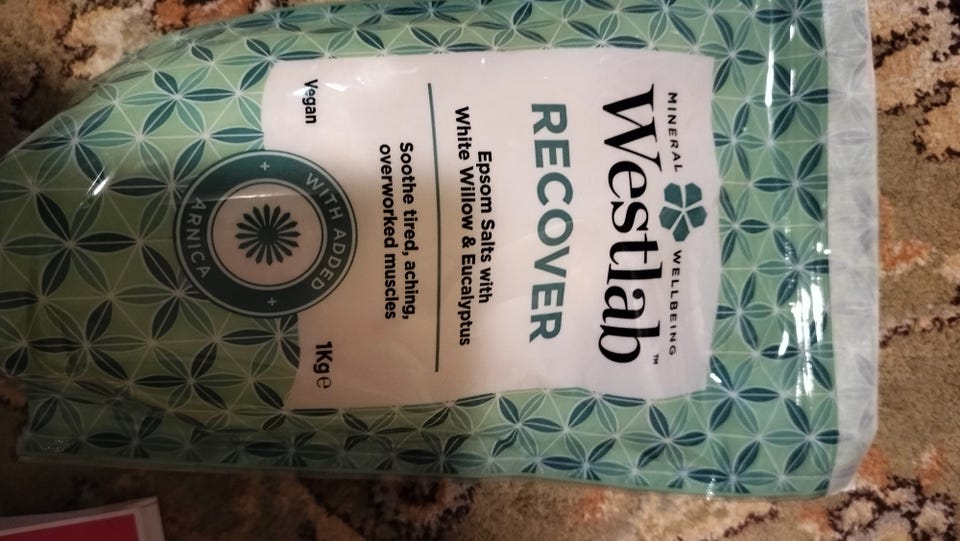 MINERAL WELLBEING
Westlab™
RECOVER
Epsom Salts with
White Willow & Eucalyptus
Soothe tired, aching,
overworked muscles
WITH ADDED
ARNICA
Vegan
1Kg℮